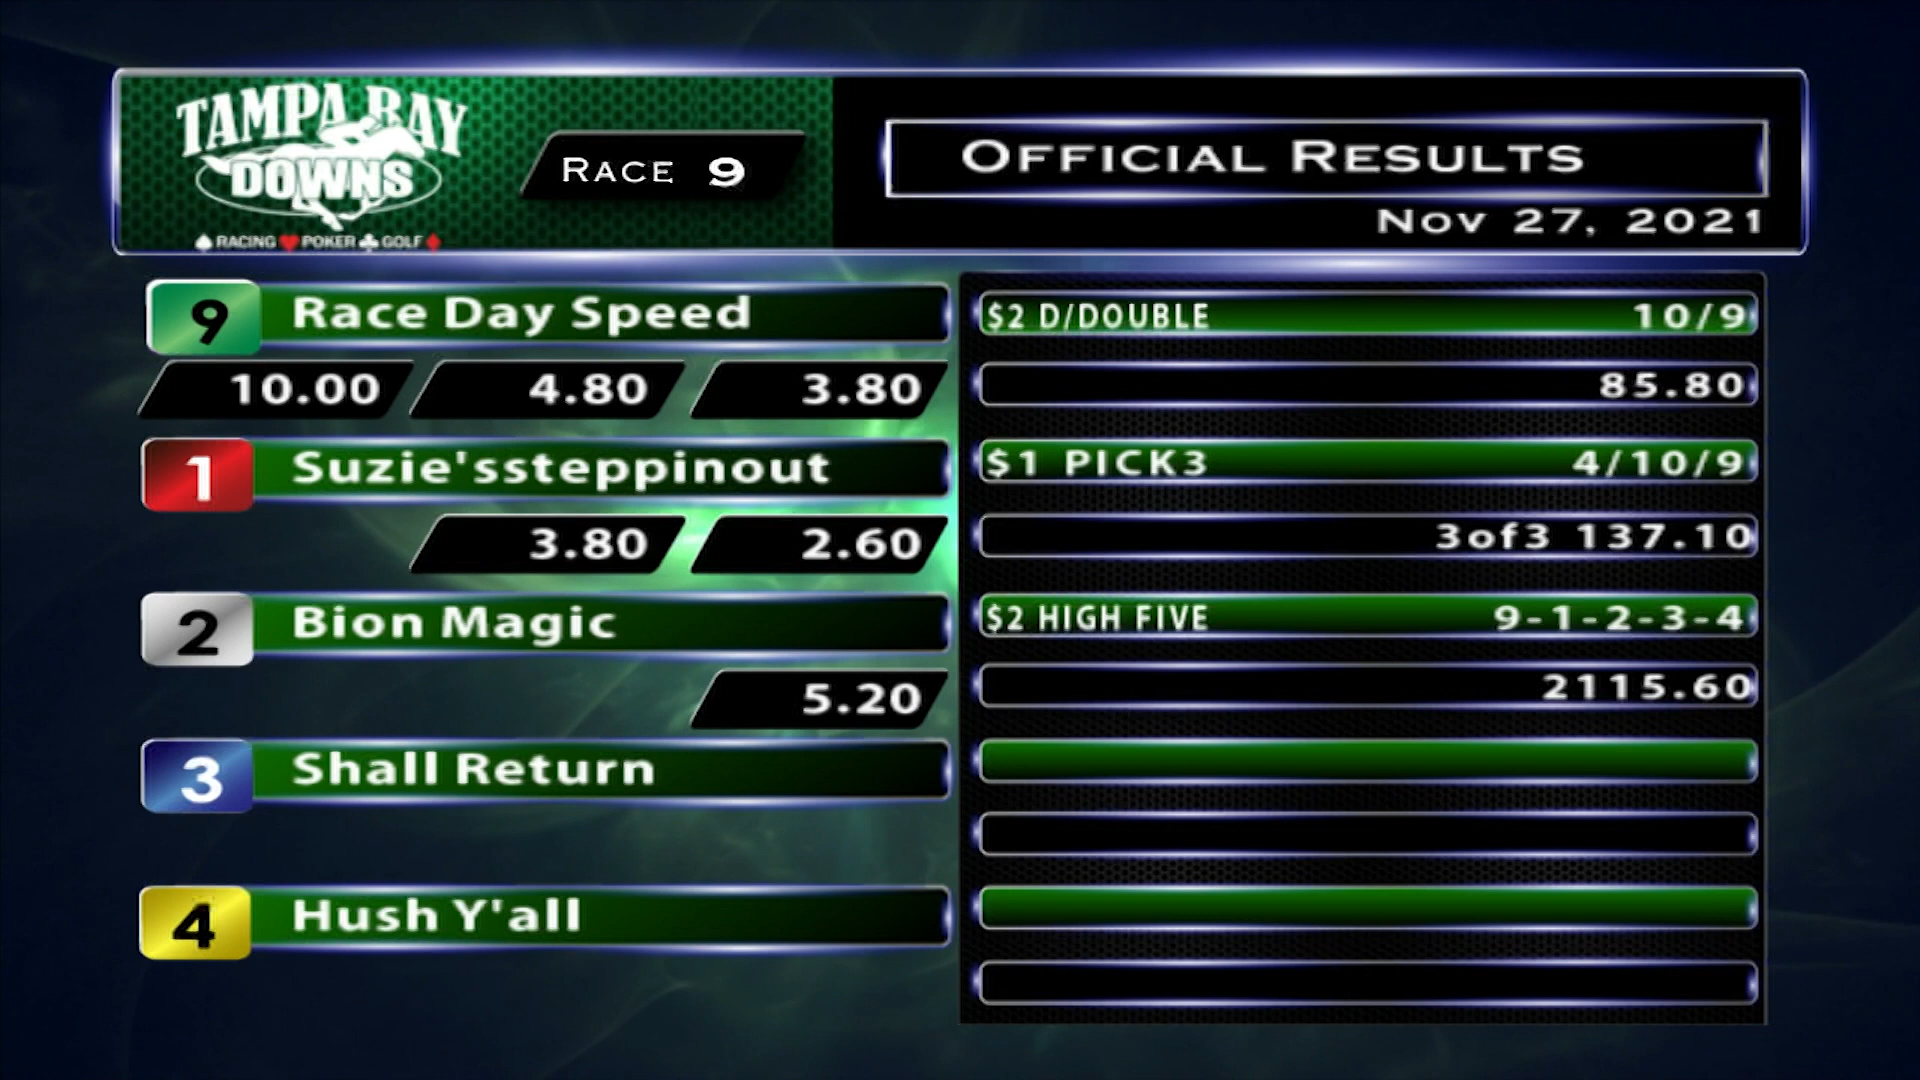 TAMPA BAY
DOWNS
RACING POKER GOLF
RACE 9
OFFICIAL RESULTS
NOV 27, 2021
9 Race Day Speed
10.00 4.80 3.80
1 Suzie'ssteppinout
3.80 2.60
2 Bion Magic
5.20
3 Shall Return
4 Hush Y'all
$2 D/DOUBLE 10/9
85.80
$1 PICK3 4/10/9
3of3 137.10
$2 HIGH FIVE 9-1-2-3-4
2115.60